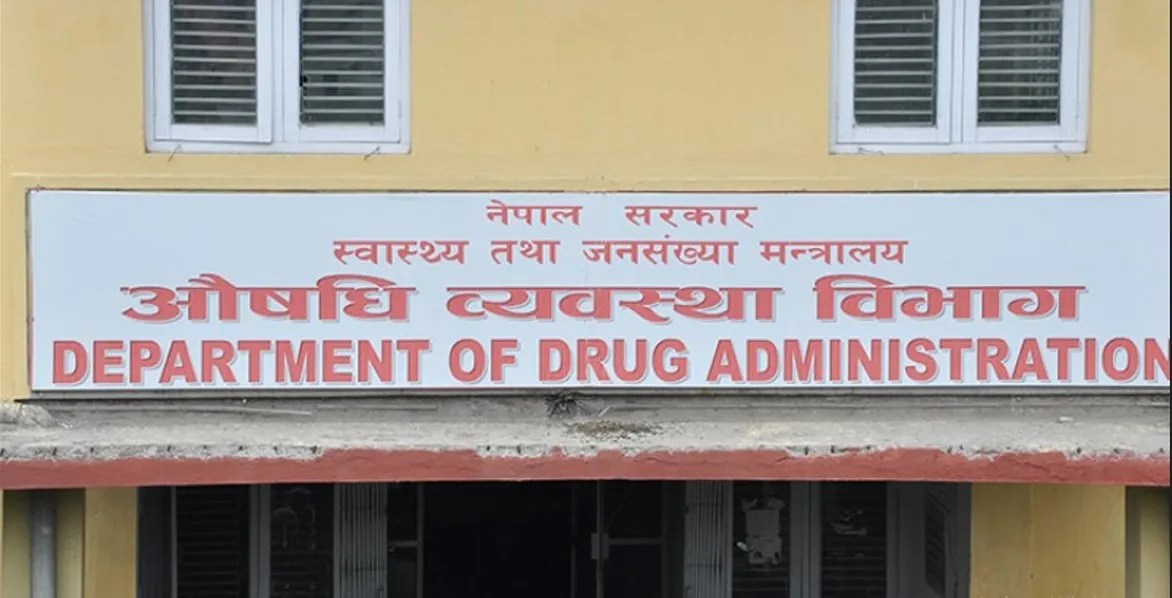 नेपाल सरकार
स्वास्थ्य तथा जनसंख्या मन्त्रालय
औषधि व्यवस्था विभाग
DEPARTMENT OF DRUG ADMINISTRATION